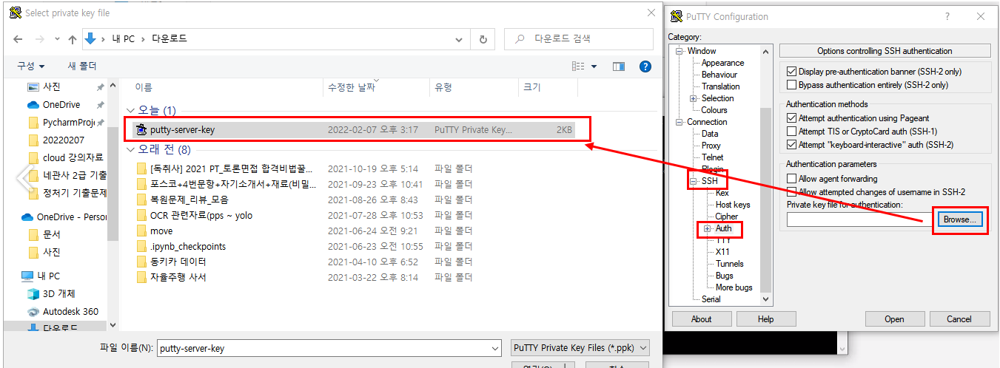 Select private key file
내 PC
다운로드
다운로드 검색
구성
새 폴더
사진
OneDrive
PycharmProj
20220207
cloud 강의자료
네관사 2급 기출
정처기 기출문제
OneDrive - Person
문서
사진
내 PC
3D 개체
Autodesk 360
다운로드
이름
수정한 날짜
유형
크기
오늘 (1)
putty-server-key 2022-02-07 오후 3:17 PuTTY Private Key... 2KB
오래 전 (8)
[독취사] 2021 PT_토론면접 합격비법꿀... 2021-10-19 오후 5:14 파일 폴더
포스코+4번문항+자기소개서+재료(비밀... 2021-09-23 오후 10:41 파일 폴더
복원문제_리뷰_모음 2021-08-26 오후 8:43 파일 폴더
OCR 관련자료(pps ~ yolo 2021-07-28 오후 10:53 파일 폴더
move 2021-06-24 오전 9:21 파일 폴더
.ipynb_checkpoints 2021-06-23 오전 10:55 파일 폴더
동키카 데이터 2021-04-10 오후 6:52 파일 폴더
자율주행 사서 2021-03-22 오후 8:14 파일 폴더
파일 이름(N):
putty-server-key
PuTTY Private Key Files (*.ppk)
열기(O)
취소
PuTTY Configuration
?
Category:
Window
Appearance
Behaviour
Translation
Selection
Colours
Connection
Data
Proxy
Telnet
Rlogin
SSH
Kex
Host keys
Cipher
Auth
TTY
X11
Tunnels
Bugs
More bugs
Serial
Options controlling SSH authentication
Display pre-authentication banner (SSH-2 only)
Bypass authentication entirely (SSH-2 only)
Authentication methods
Attempt authentication using Pageant
Attempt TIS or CryptoCard auth (SSH-1)
Attempt "keyboard-interactive" auth (SSH-2)
Authentication parameters
Allow agent forwarding
Allow attempted changes of username in SSH-2
Private key file for authentication:
Browse...
About
Help
Open
Cancel